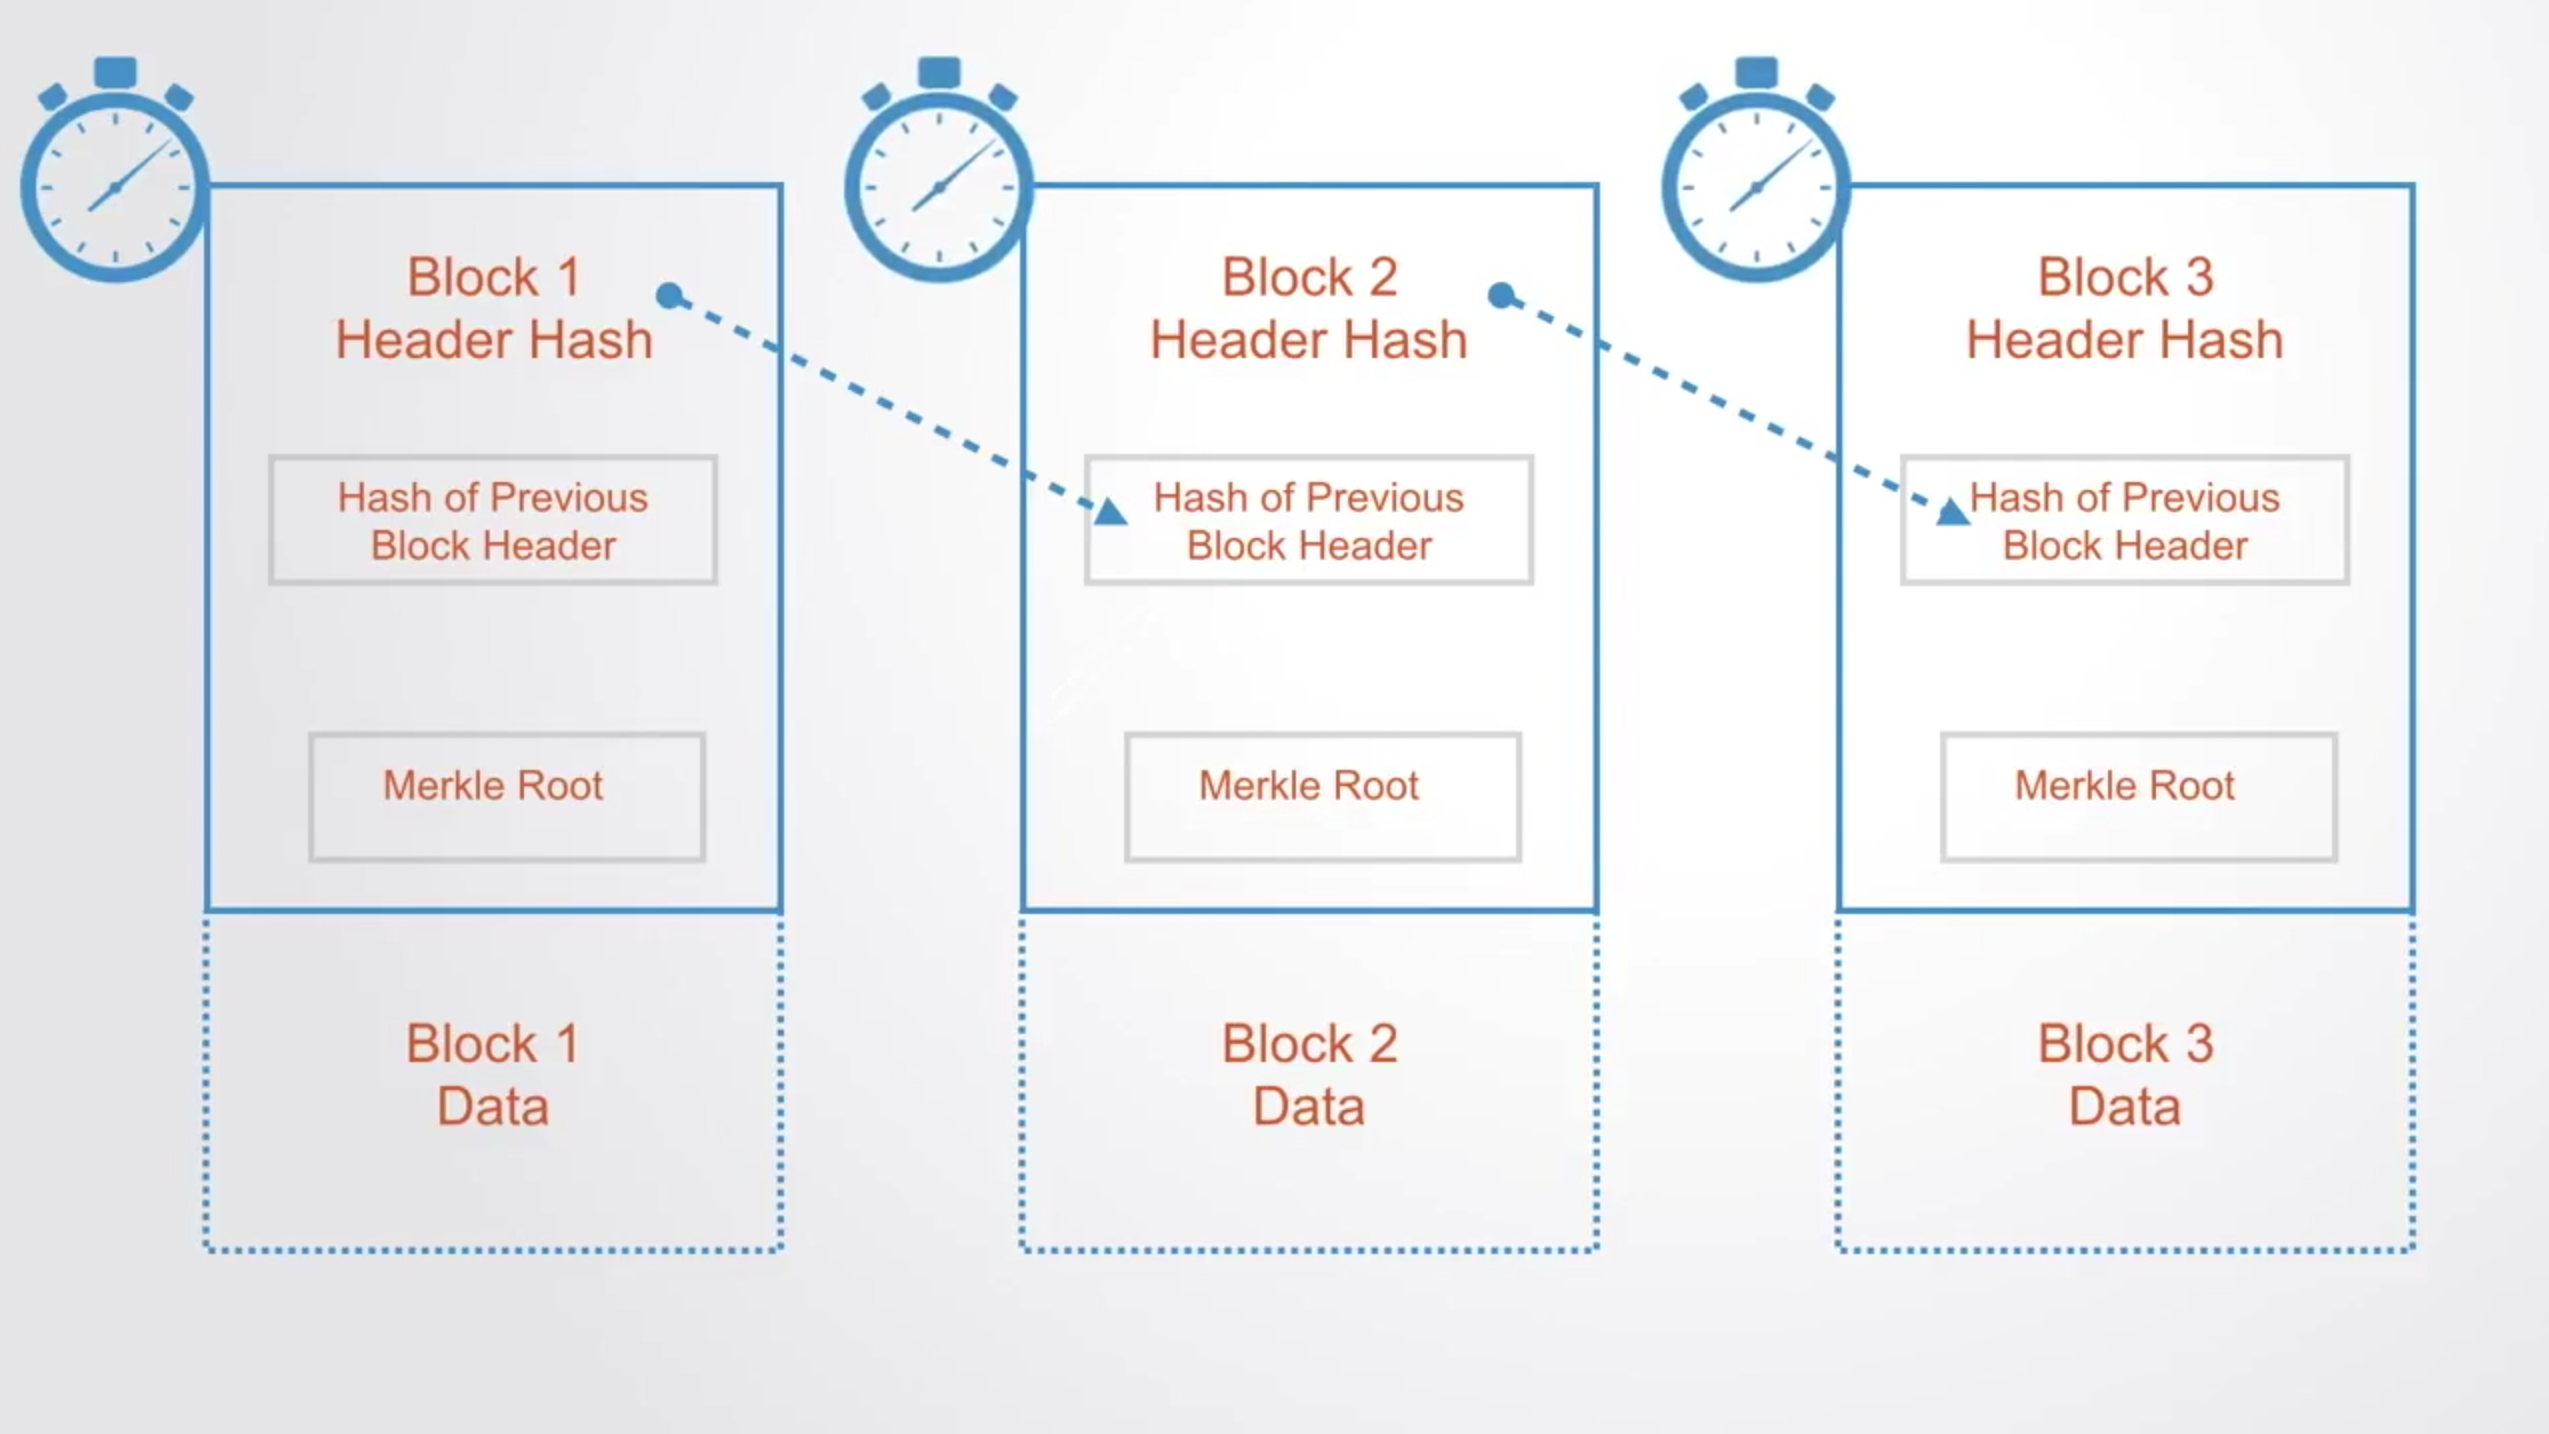 Block 1
Header Hash
Hash of Previous
Block Header
Merkle Root
Block 1
Data
Block 2
Header Hash
Hash of Previous
Block Header
Merkle Root
Block 2
Data
Block 3
Header Hash
Hash of Previous
Block Header
Merkle Root
Block 3
Data